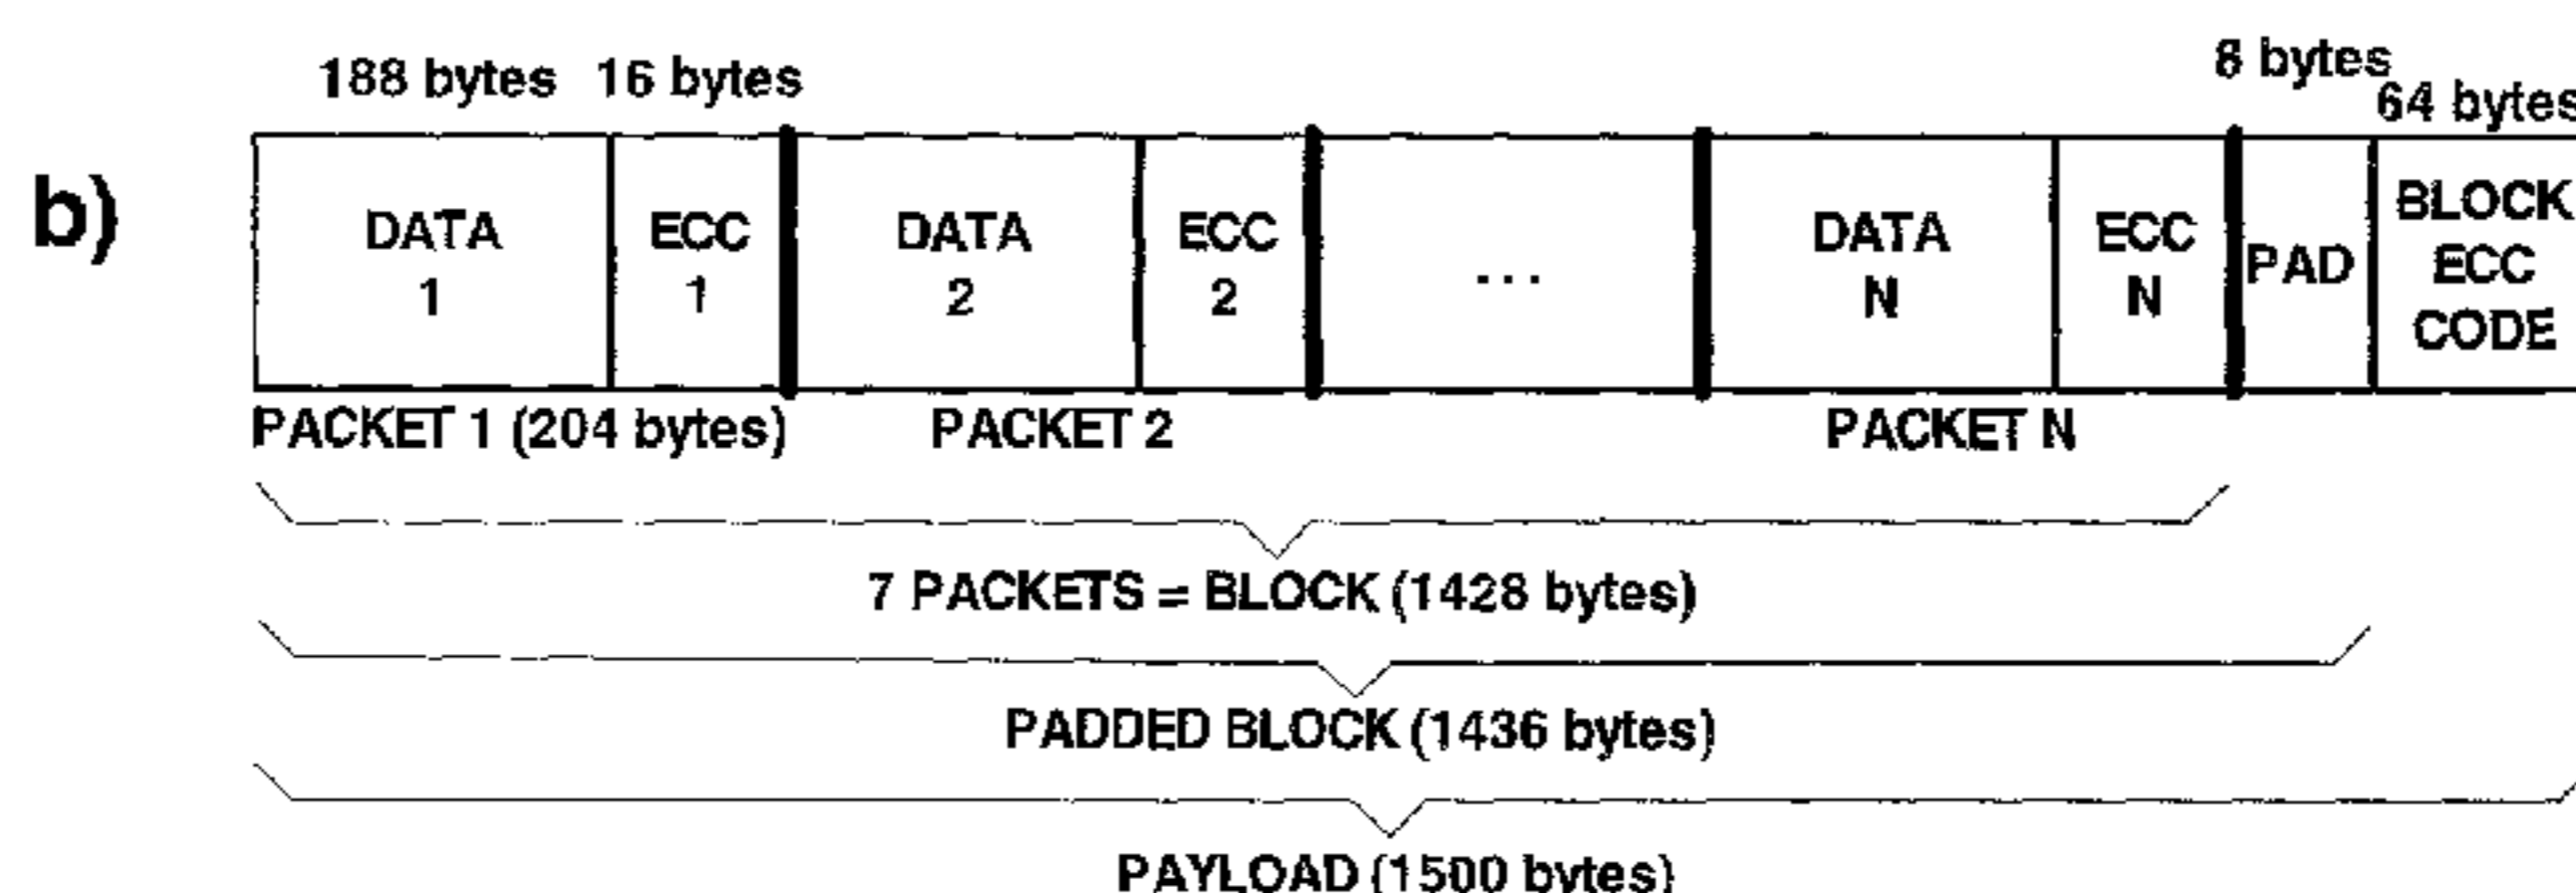 188 bytes 16 bytes 8 bytes
64 bytes
b)
DATA
1
ECC
1
DATA
2
ECC
2
...
DATA
N
ECC
N
PAD
BLOCK
ECC
CODE
PACKET 1 (204 bytes) PACKET 2 PACKET N
7 PACKETS = BLOCK (1428 bytes)
PADDED BLOCK (1436 bytes)
PAYLOAD (1500 bytes)